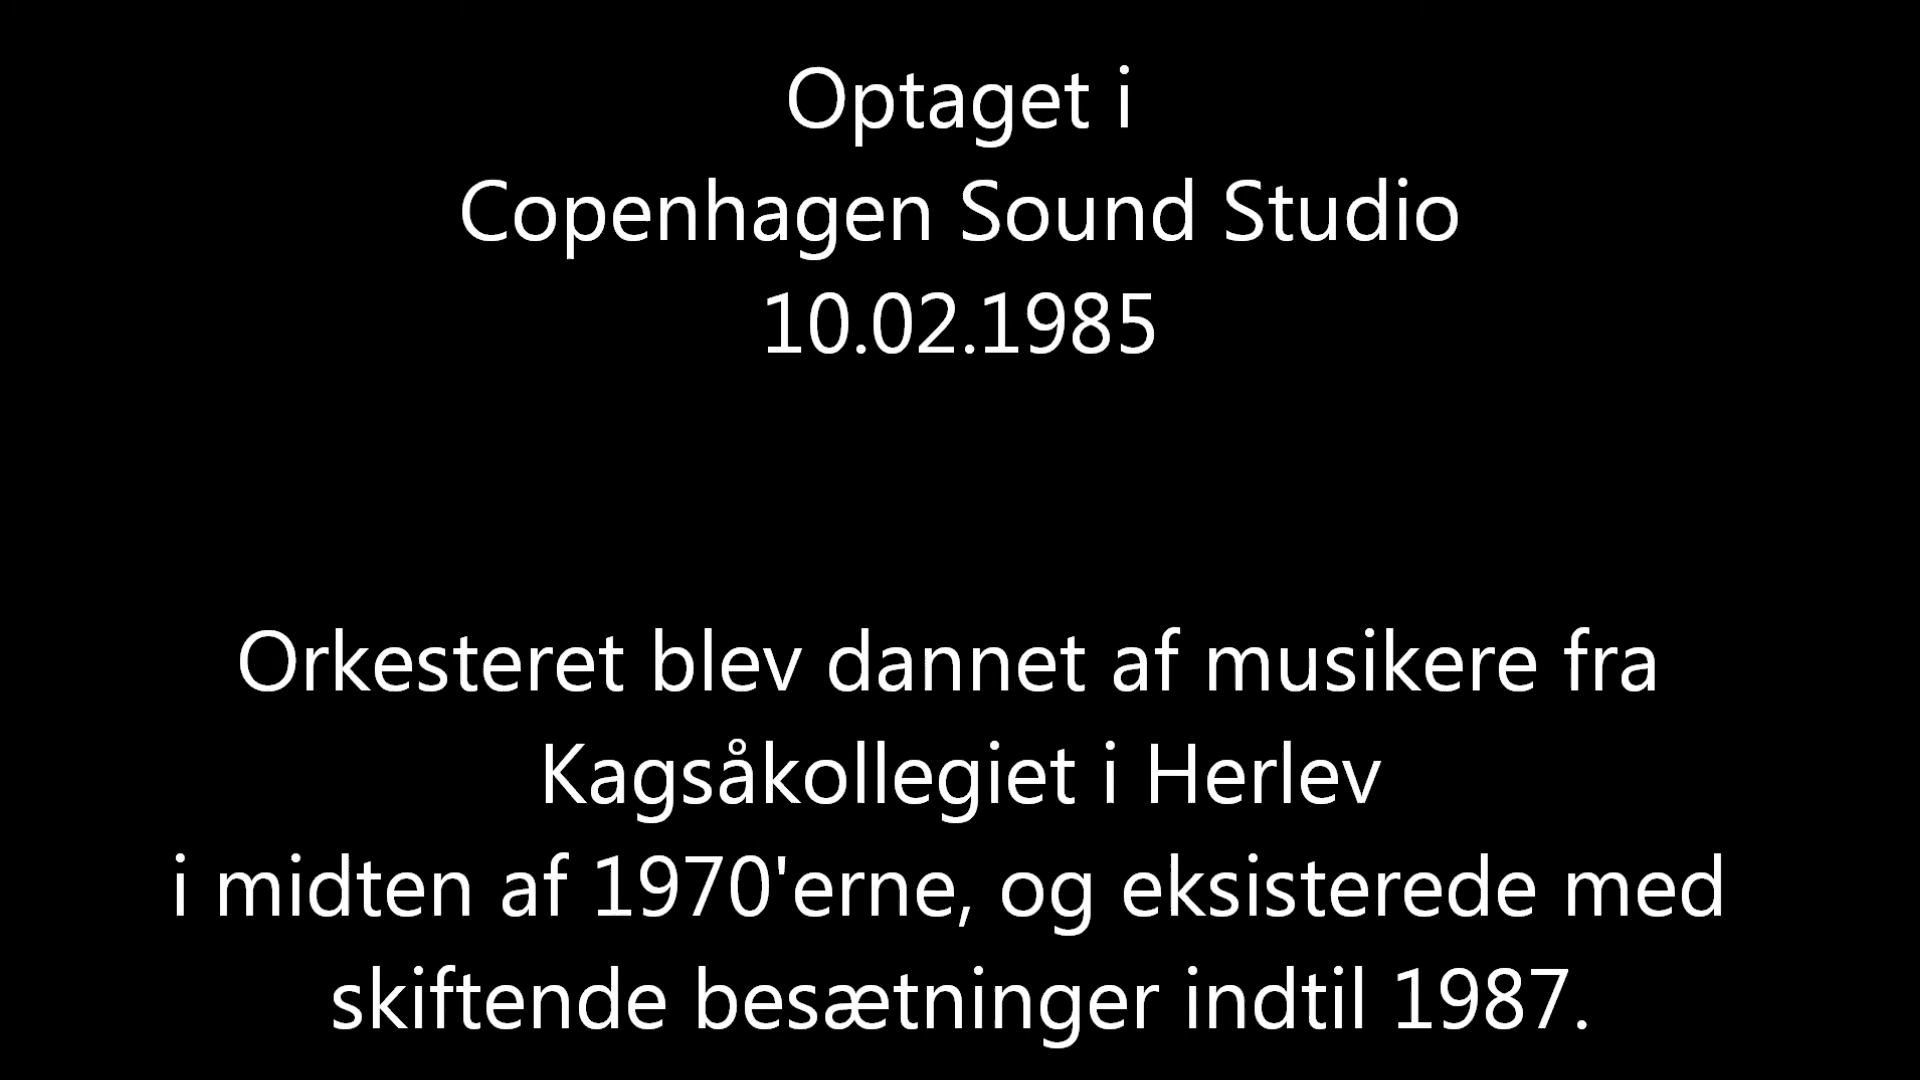 Optaget i
Copenhagen Sound Studio
10.02.1985
Orkesteret blev dannet af musikere fra
Kagsåkollegiet i Herlev
i midten af 1970'erne, og eksisterede med
skiftende besætninger indtil 1987.